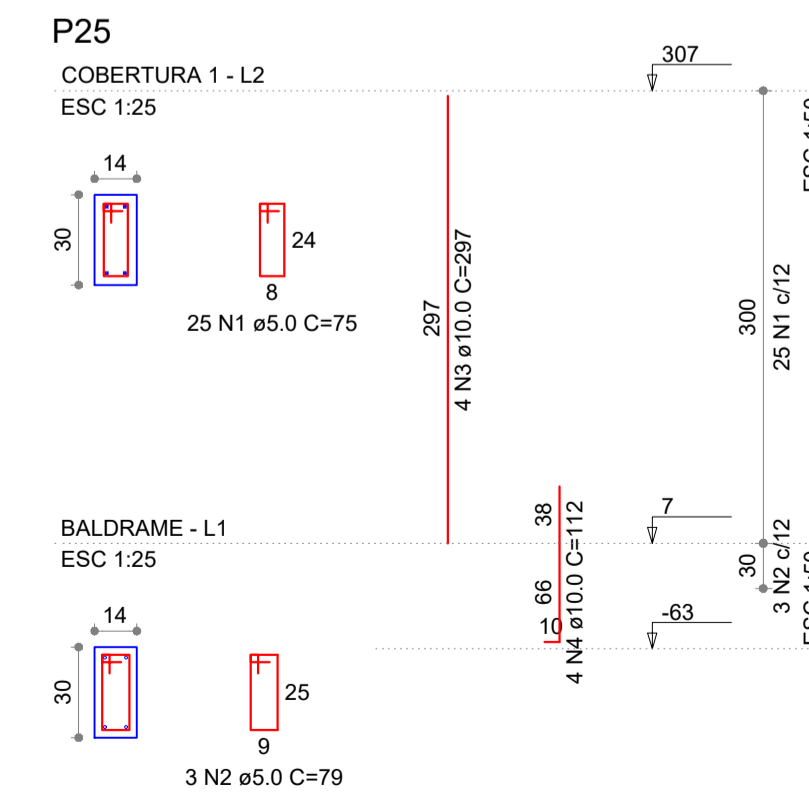 P25
COBERTURA 1 - L2
ESC 1:25
307
14
30
24
8
25 N1 ø5.0 C=75
297
4 N3 ø10.0 C=297
300
25 N1 c/12
BALDRAME - L1
ESC 1:25
7
38
66
10
4 N4 ø10.0 C=112
30
3 N2 c/12
-63
14
30
25
9
3 N2 ø5.0 C=79